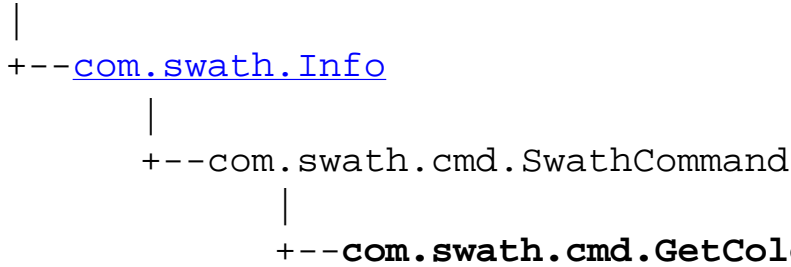 |
+--com.swath.Info
|
+--com.swath.cmd.SwathCommand
|
+--com.swath.cmd.GetCol